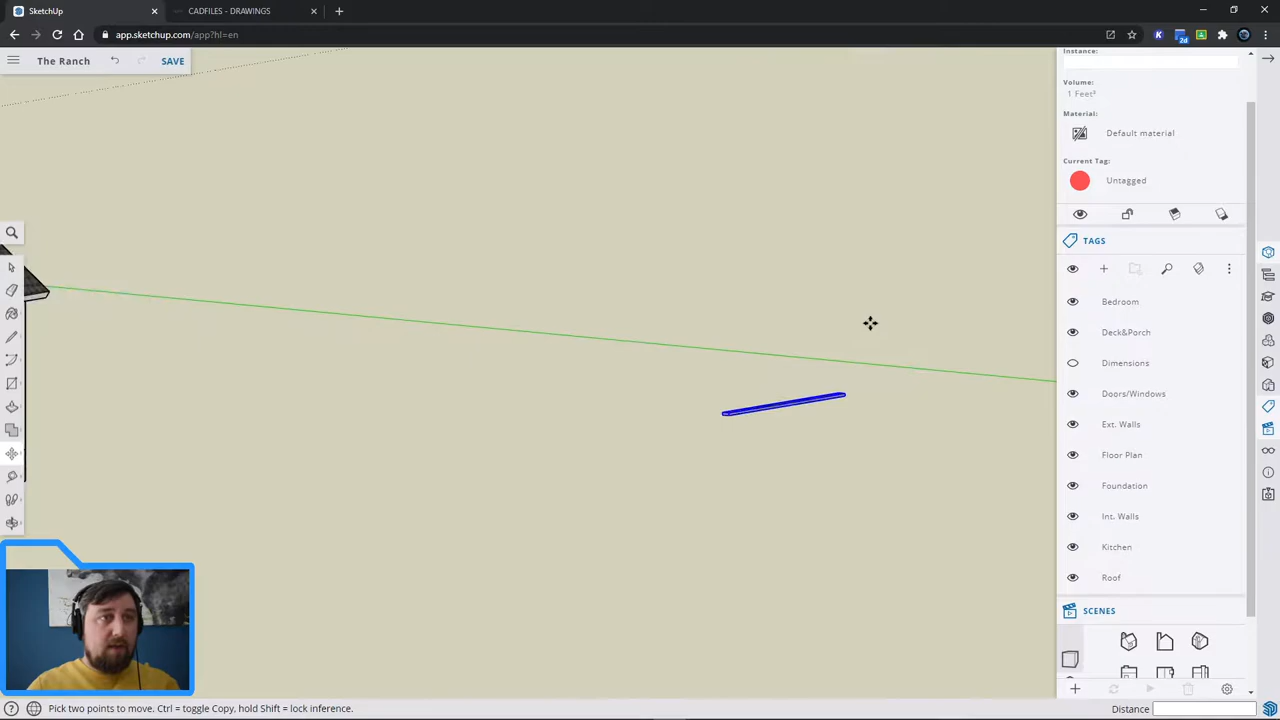 SketchUp
CADFILES - DRAWINGS
app.sketchup.com/app?hl=en
The Ranch
SAVE
Instance:
Volume:
1 Feet³
Material:
Default material
Current Tag:
Untagged
TAGS
Bedroom
Deck&Porch
Dimensions
Doors/Windows
Ext. Walls
Floor Plan
Foundation
Int. Walls
Kitchen
Roof
SCENES
Pick two points to move. Ctrl = toggle Copy, hold Shift = lock inference.
Distance